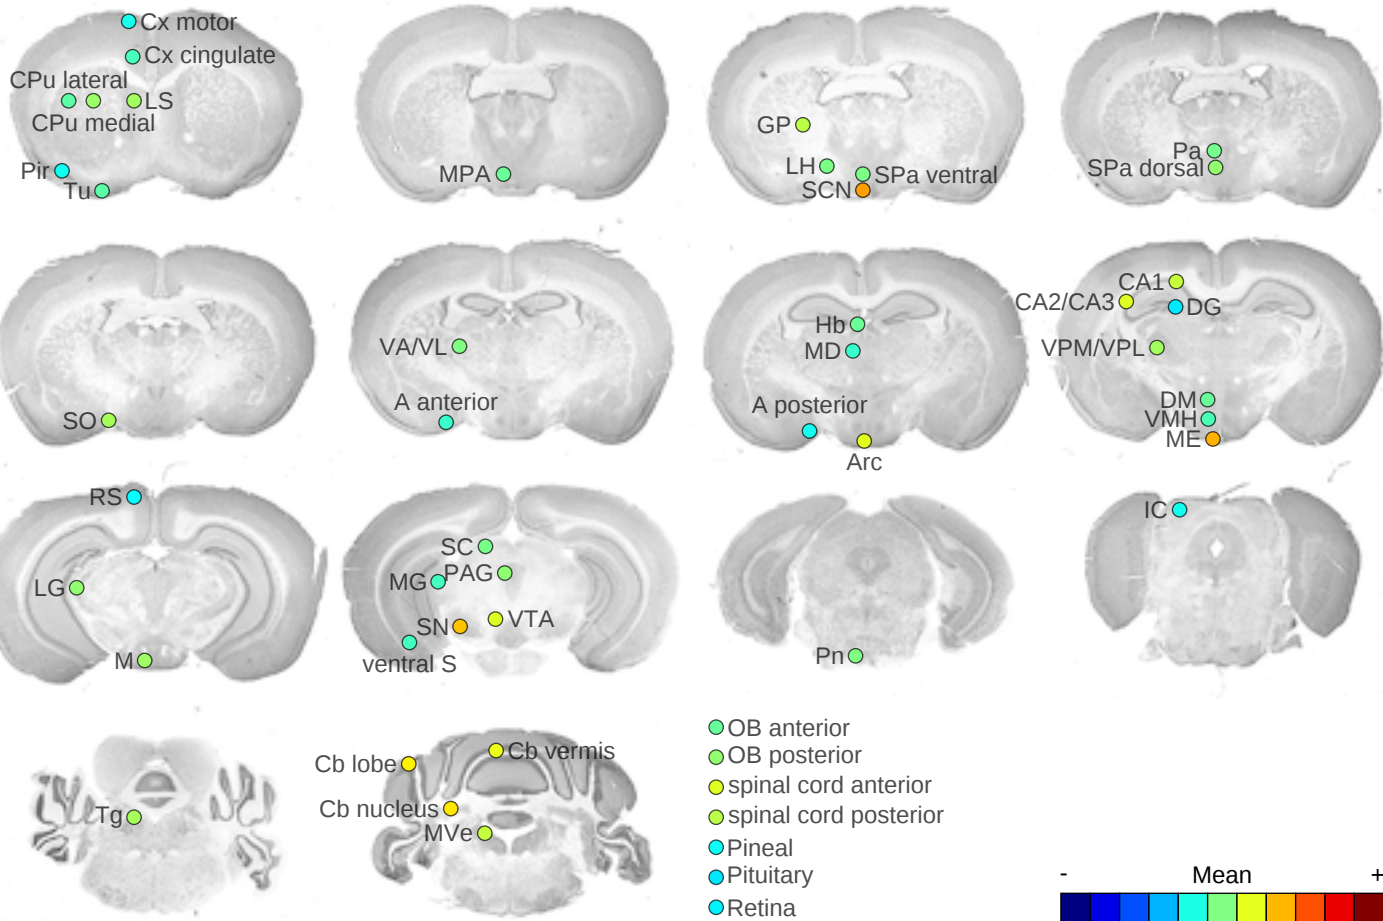 Cx motor
Cx cingulate
CPu lateral
LS
CPu medial
Pir
Tu
MPA
GP
LH
SPa ventral
SCN
Pa
SPa dorsal
SO
VA/VL
A anterior
Hb
MD
A posterior
Arc
CA1
CA2/CA3
DG
VPM/VPL
DM
VMH
ME
RS
LG
M
SC
MG
PAG
SN
VTA
ventral S
Pn
IC
Tg
Cb lobe
Cb vermis
Cb nucleus
MVe
OB anterior
OB posterior
spinal cord anterior
spinal cord posterior
Pineal
Pituitary
Retina
- Mean +